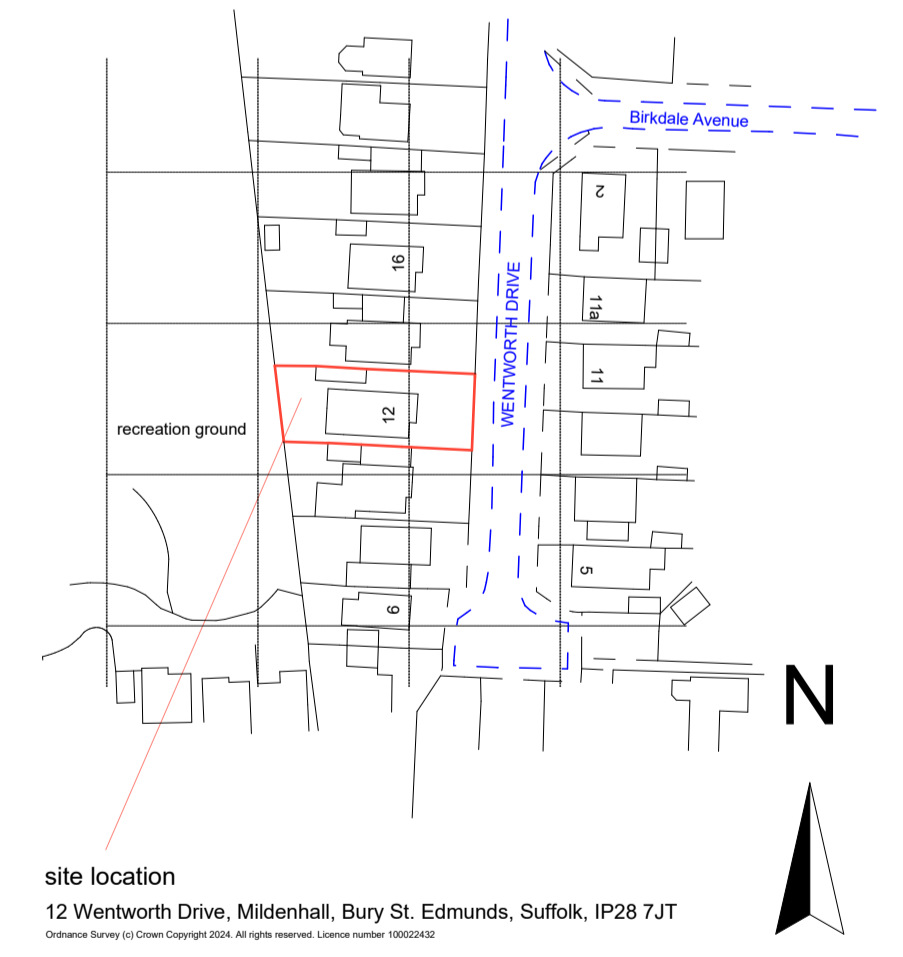 Birkdale Avenue
2
16
WENTWORTH DRIVE
11a
11
12
recreation ground
5
6
N
site location
12 Wentworth Drive, Mildenhall, Bury St. Edmunds, Suffolk, IP28 7JT
Ordnance Survey (c) Crown Copyright 2024. All rights reserved. Licence number 100022432